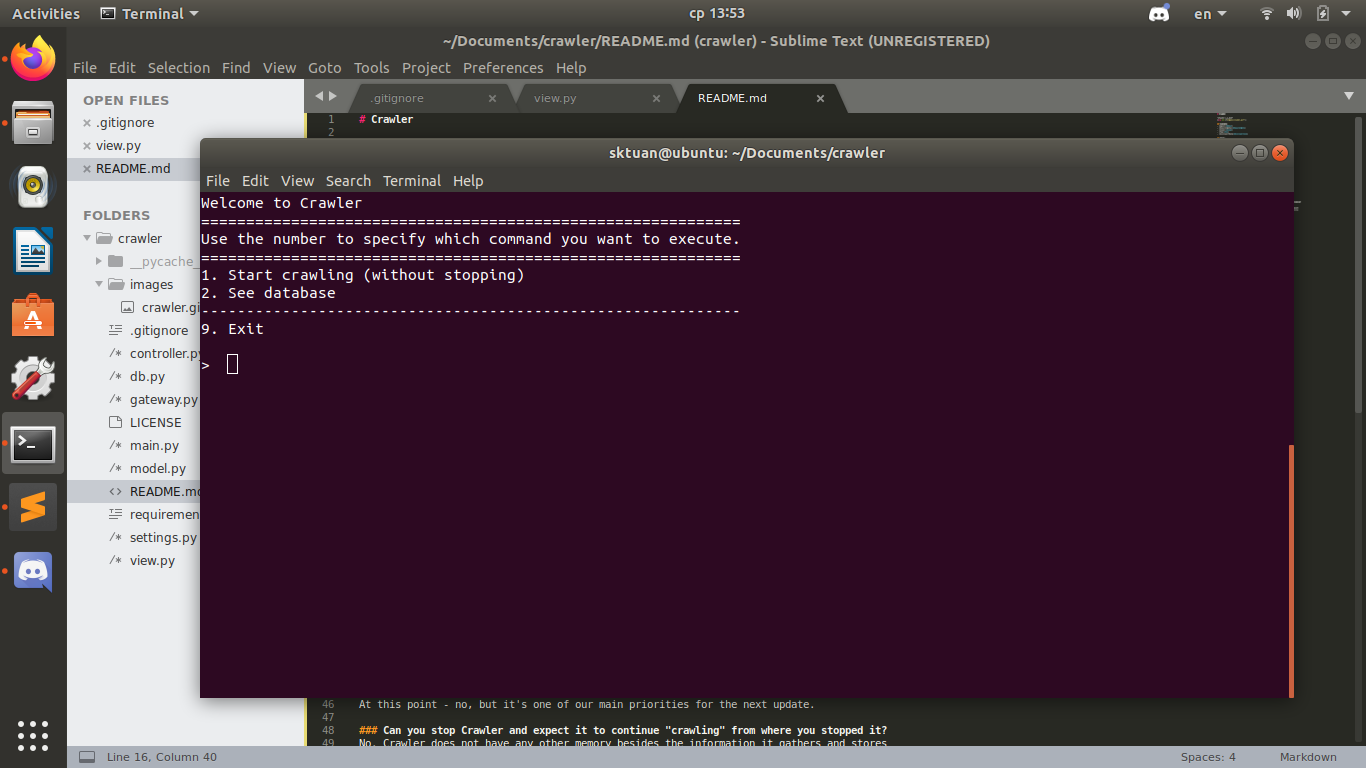 Activities
Terminal
ср 13:53
en
~/Documents/crawler/README.md (crawler) - Sublime Text (UNREGISTERED)
File Edit Selection Find View Goto Tools Project Preferences Help
OPEN FILES
.gitignore
view.py
README.md
FOLDERS
crawler
__pycache_
images
crawler.gi
.gitignore
controller.py
db.py
gateway.py
LICENSE
main.py
model.py
README.md
requiremen
settings.py
view.py
.gitignore
view.py
README.md
1 # Crawler
2
sktuan@ubuntu: ~/Documents/crawler
File Edit View Search Terminal Help
Welcome to Crawler
============================================================
Use the number to specify which command you want to execute.
============================================================
1. Start crawling (without stopping)
2. See database
------------------------------------------------------------
9. Exit
>
46 At this point - no, but it's one of our main priorities for the next update.
47
48 ### Can you stop Crawler and expect it to continue "crawling" from where you stopped it?
49 No. Crawler does not have any other memory besides the information it gathers and stores
Line 16, Column 40
Spaces: 4
Markdown